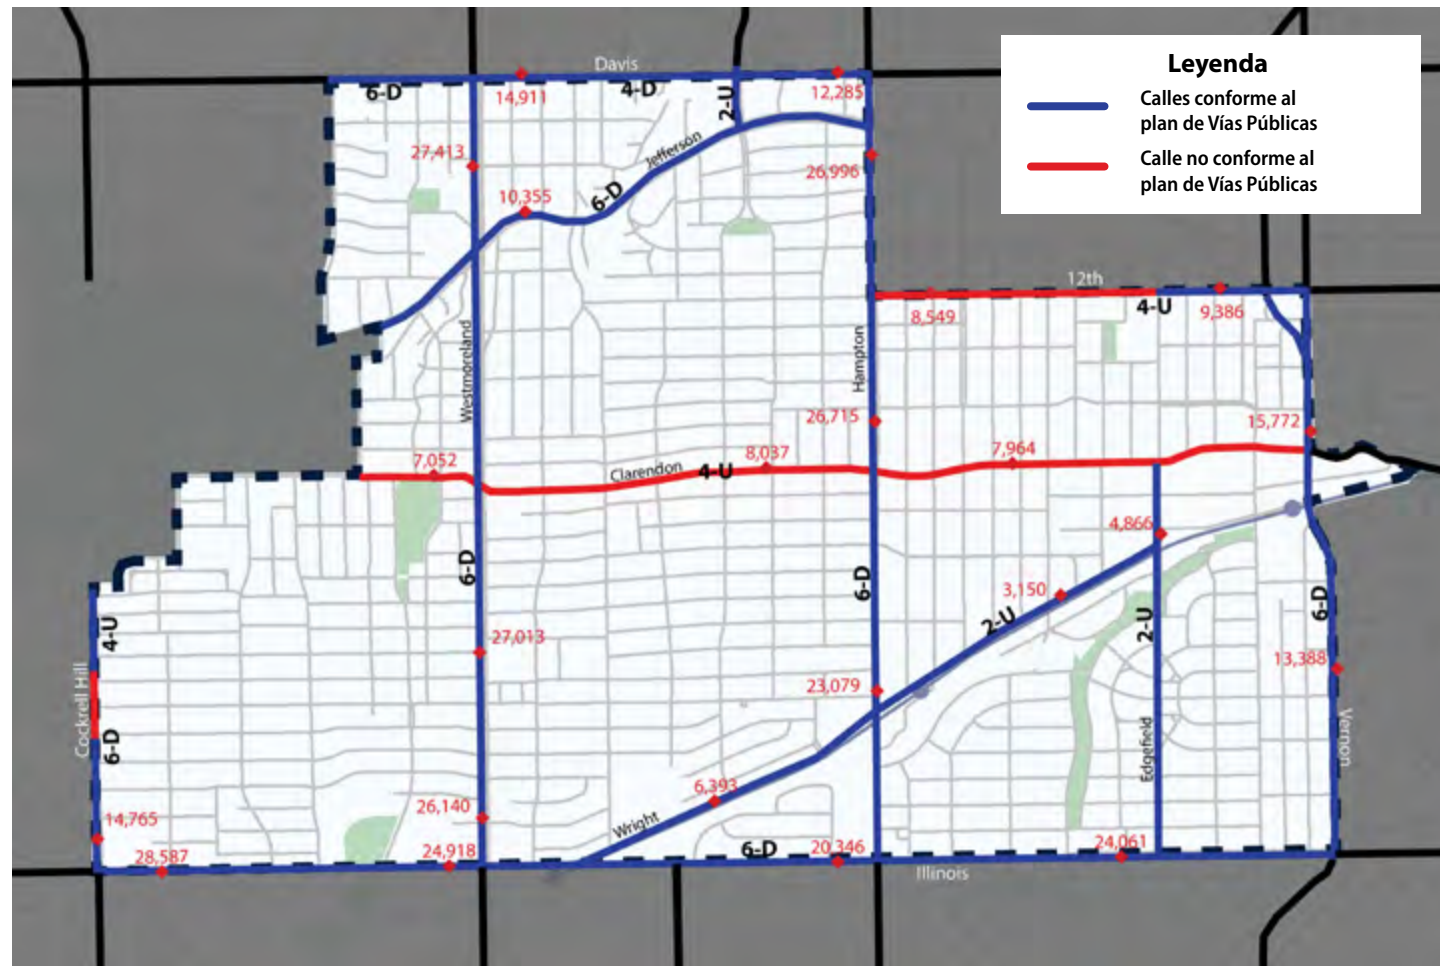 Leyenda
Calles conforme al
plan de Vías Públicas
Calle no conforme al
plan de Vías Públicas
Davis
6-D
14,911
4-D
2-U
12,285
27,413
Jefferson
26,996
10,355
6-D
12th
8,549
4-U
9,386
Westmoreland
Hampton
26,715
15,772
7,052
Clarendon
4-U
8,037
7,964
4,866
6-D
6-D
3,150
2-U
2-U
6-D
4-U
27,013
Cockrell Hill
23,079
13,388
6-D
Edgefield
Vernon
14,765
26,140
6,393
Wright
28,587
24,918
6-D
20,346
24,061
Illinois